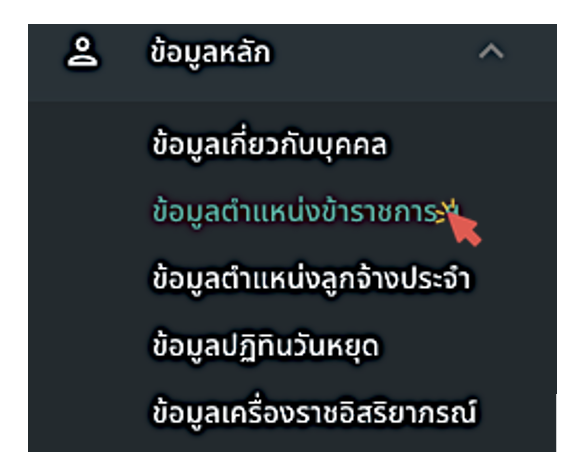 ข้อมูลหลัก
ข้อมูลเกี่ยวกับบุคคล
ข้อมูลตำแหน่งข้าราชการ
ข้อมูลตำแหน่งลูกจ้างประจำ
ข้อมูลปฏิทินวันหยุด
ข้อมูลเครื่องราชอิสริยาภรณ์